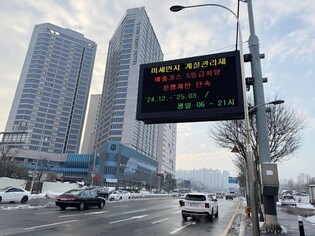 미세먼지 계절관리제
배출가스 5등급차량
운행제한 단속
'24.12.~'25.03. /
평일 06 - 21시